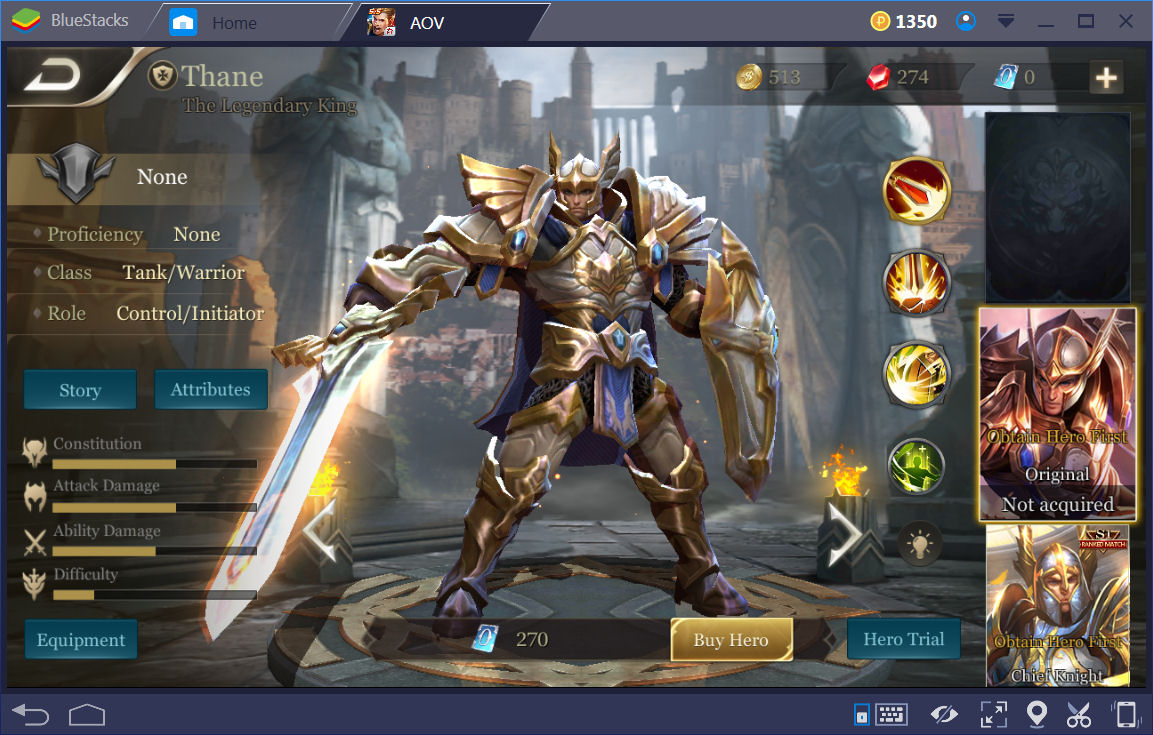 BlueStacks
Home
AOV
1350
Thane
The Legendary King
513
274
0
None
Proficiency None
Class Tank/Warrior
Role Control/Initiator
Story
Attributes
Constitution
Attack Damage
Ability Damage
Difficulty
Equipment
270
Buy Hero
Hero Trial
Obtain Hero First
Original
Not acquired
S1
RANKED MATCH
Obtain Hero First
Chief Knight